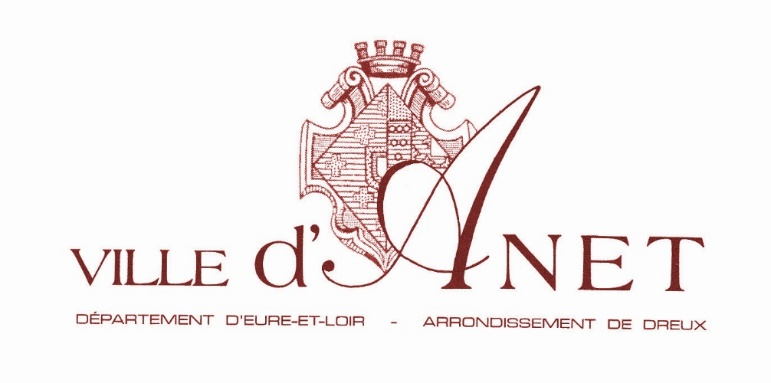 VILLE d'ANET
DÉPARTEMENT D'EURE-ET-LOIR - ARRONDISSEMENT DE DREUX